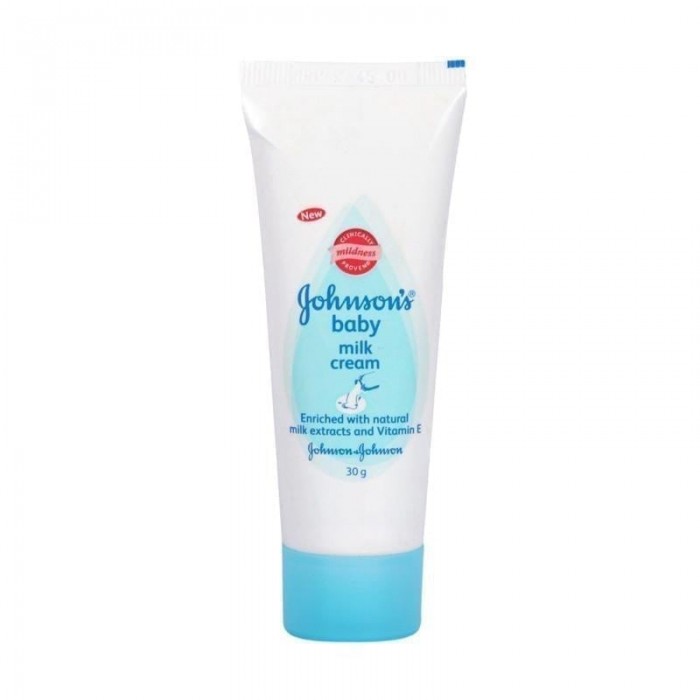 New
CLINICALLY
mildness
PROVEN
Johnson's®
baby
milk
cream
Enriched with natural
milk extracts and Vitamin E
Johnson & Johnson
30 g